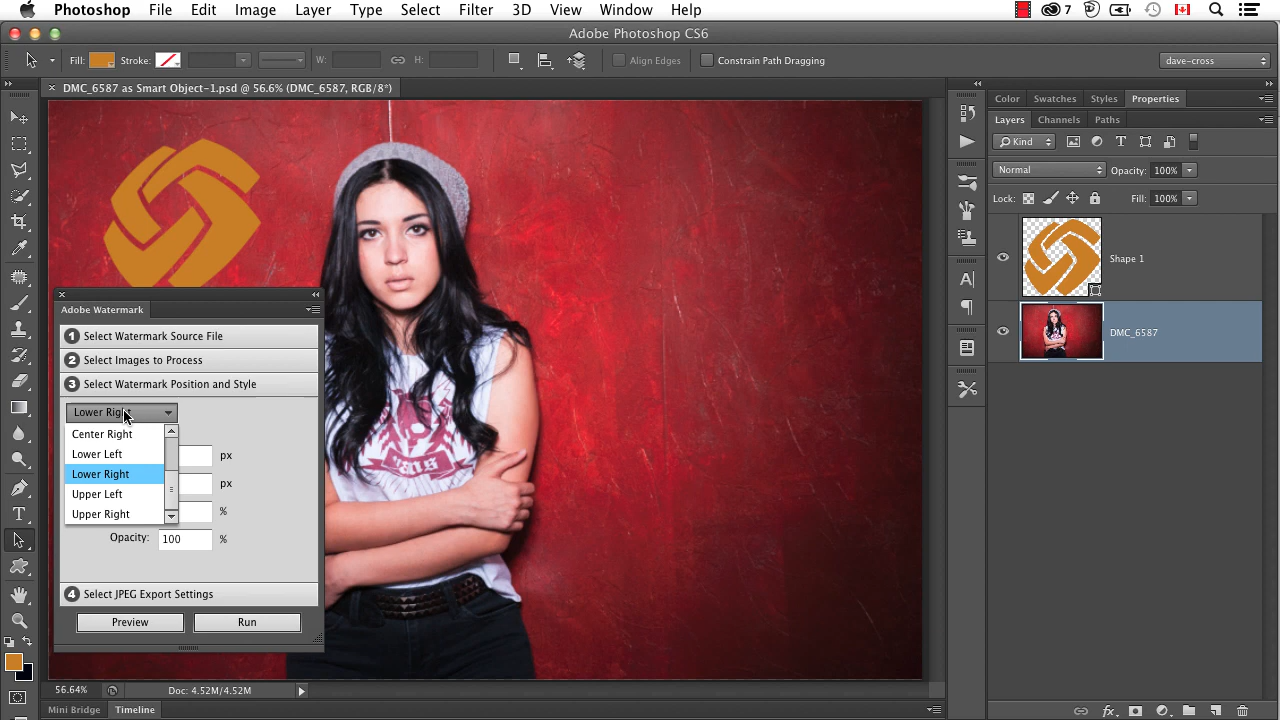 Photoshop File Edit Image Layer Type Select Filter 3D View Window Help 7
Adobe Photoshop CS6
Fill: Stroke: W: H: Align Edges Constrain Path Dragging dave-cross
DMC_6587 as Smart Object-1.psd @ 56.6% (DMC_6587, RGB/8*)
Color Swatches Styles Properties
Layers Channels Paths
Kind
Normal Opacity: 100%
Lock: Fill: 100%
Shape 1
DMC_6587
Adobe Watermark
1 Select Watermark Source File
2 Select Images to Process
3 Select Watermark Position and Style
Lower Right
Center Right
Lower Left
Lower Right
Upper Left
Upper Right
px
px
%
Opacity: 100 %
4 Select JPEG Export Settings
Preview Run
56.64% Doc: 4.52M/4.52M
Mini Bridge Timeline